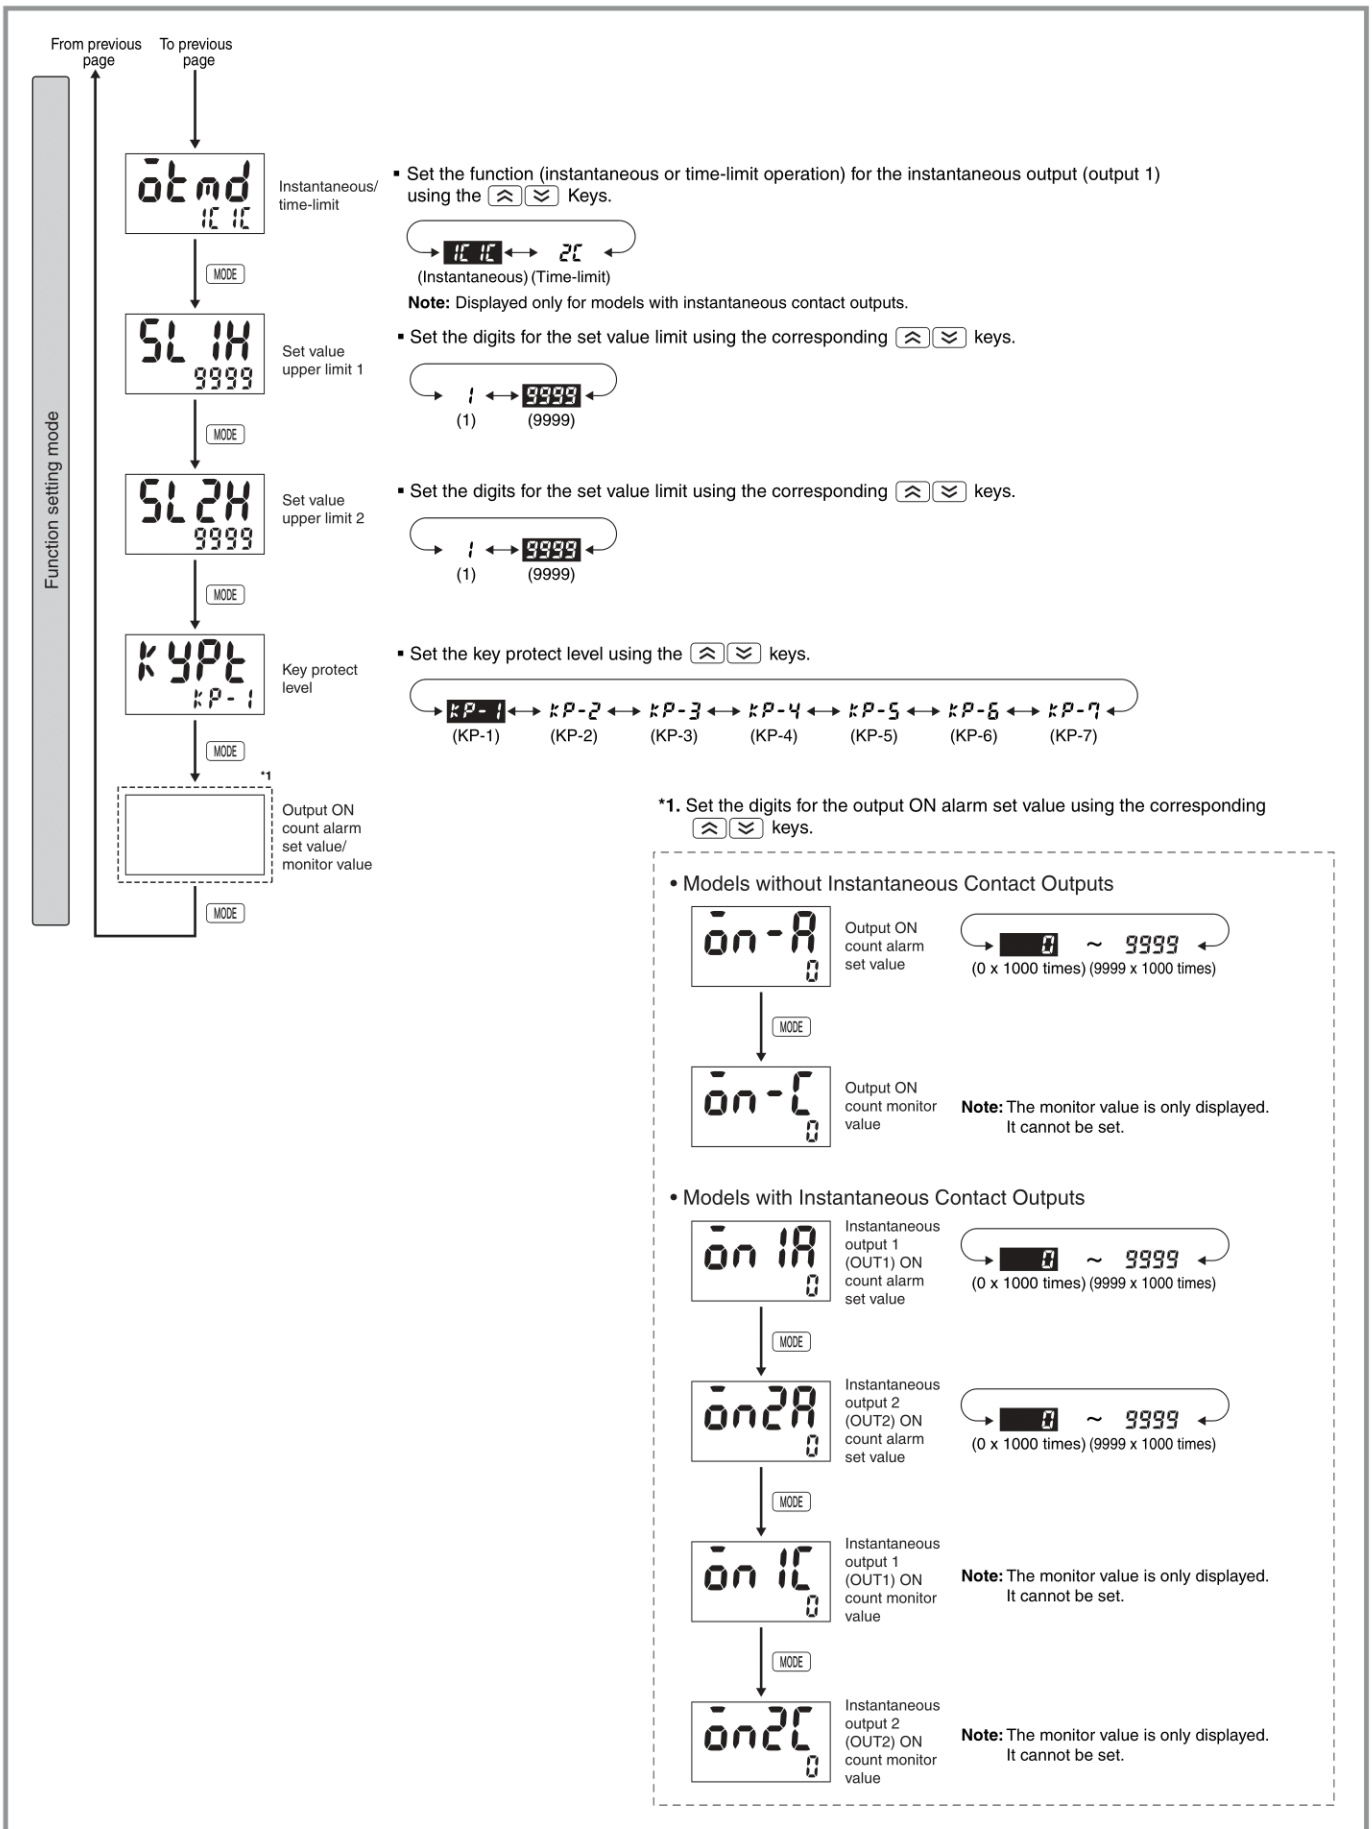 From previous page
To previous page
Function setting mode
ōtmd
1C 1C
Instantaneous/
time-limit
▪ Set the function (instantaneous or time-limit operation) for the instantaneous output (output 1)
using the Keys.
1C 1C 2C
(Instantaneous) (Time-limit)
Note: Displayed only for models with instantaneous contact outputs.
MODE
SL 1H
9999
Set value
upper limit 1
▪ Set the digits for the set value limit using the corresponding keys.
1 9999
(1) (9999)
MODE
SL2H
9999
Set value
upper limit 2
▪ Set the digits for the set value limit using the corresponding keys.
1 9999
(1) (9999)
MODE
KYPt
KP-1
Key protect
level
▪ Set the key protect level using the keys.
KP-1 KP-2 KP-3 KP-4 KP-5 KP-6 KP-7
(KP-1) (KP-2) (KP-3) (KP-4) (KP-5) (KP-6) (KP-7)
MODE
*1
Output ON
count alarm
set value/
monitor value
MODE
*1. Set the digits for the output ON alarm set value using the corresponding
keys.
• Models without Instantaneous Contact Outputs
ōn-A
0
Output ON
count alarm
set value
0 ~ 9999
(0 x 1000 times) (9999 x 1000 times)
MODE
ōn-C
0
Output ON
count monitor
value
Note: The monitor value is only displayed.
It cannot be set.
• Models with Instantaneous Contact Outputs
ōn 1A
0
Instantaneous
output 1
(OUT1) ON
count alarm
set value
0 ~ 9999
(0 x 1000 times) (9999 x 1000 times)
MODE
ōn2A
0
Instantaneous
output 2
(OUT2) ON
count alarm
set value
0 ~ 9999
(0 x 1000 times) (9999 x 1000 times)
MODE
ōn 1C
0
Instantaneous
output 1
(OUT1) ON
count monitor
value
Note: The monitor value is only displayed.
It cannot be set.
MODE
ōn2C
0
Instantaneous
output 2
(OUT2) ON
count monitor
value
Note: The monitor value is only displayed.
It cannot be set.